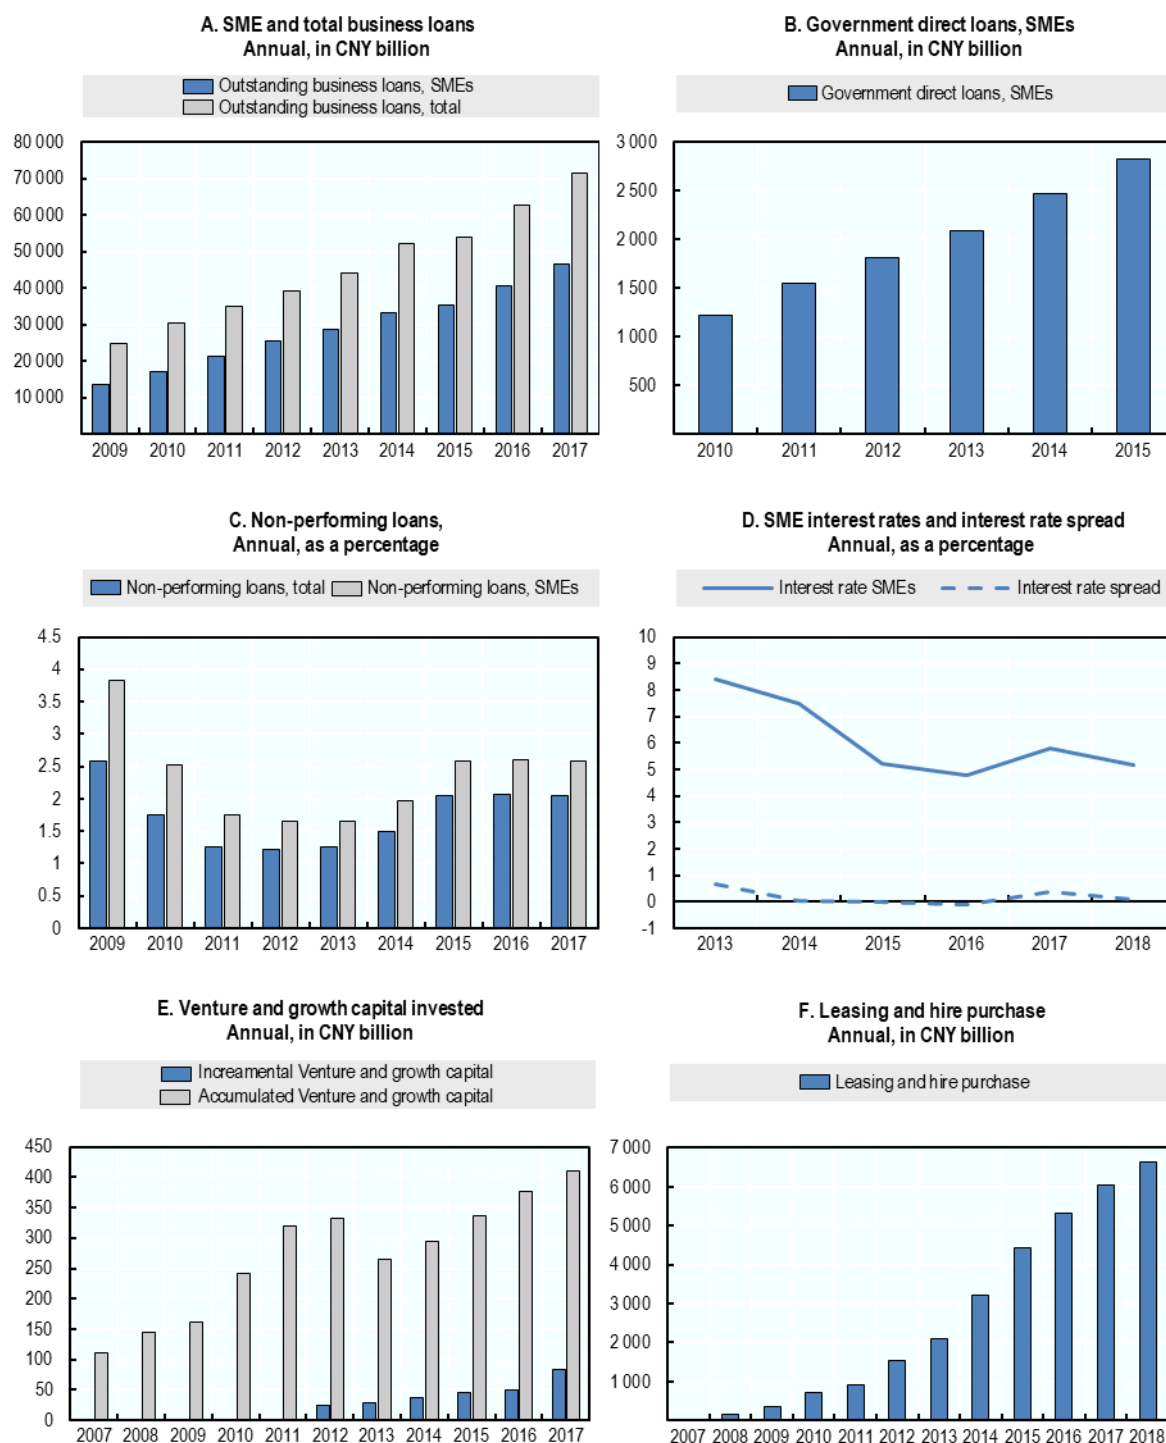 A. SME and total business loans
Annual, in CNY billion
Outstanding business loans, SMEs
Outstanding business loans, total
80 000
70 000
60 000
50 000
40 000
30 000
20 000
10 000
2009 2010 2011 2012 2013 2014 2015 2016 2017
B. Government direct loans, SMEs
Annual, in CNY billion
Government direct loans, SMEs
3 000
2 500
2 000
1 500
1 000
500
2010 2011 2012 2013 2014 2015
C. Non-performing loans,
Annual, as a percentage
Non-performing loans, total Non-performing loans, SMEs
4.5
4
3.5
3
2.5
2
1.5
1
0.5
0
2009 2010 2011 2012 2013 2014 2015 2016 2017
D. SME interest rates and interest rate spread
Annual, as a percentage
Interest rate SMEs Interest rate spread
10
9
8
7
6
5
4
3
2
1
0
-1
2013 2014 2015 2016 2017 2018
E. Venture and growth capital invested
Annual, in CNY billion
Increamental Venture and growth capital
Accumulated Venture and growth capital
450
400
350
300
250
200
150
100
50
0
2007 2008 2009 2010 2011 2012 2013 2014 2015 2016 2017
F. Leasing and hire purchase
Annual, in CNY billion
Leasing and hire purchase
7 000
6 000
5 000
4 000
3 000
2 000
1 000
2007 2008 2009 2010 2011 2012 2013 2014 2015 2016 2017 2018